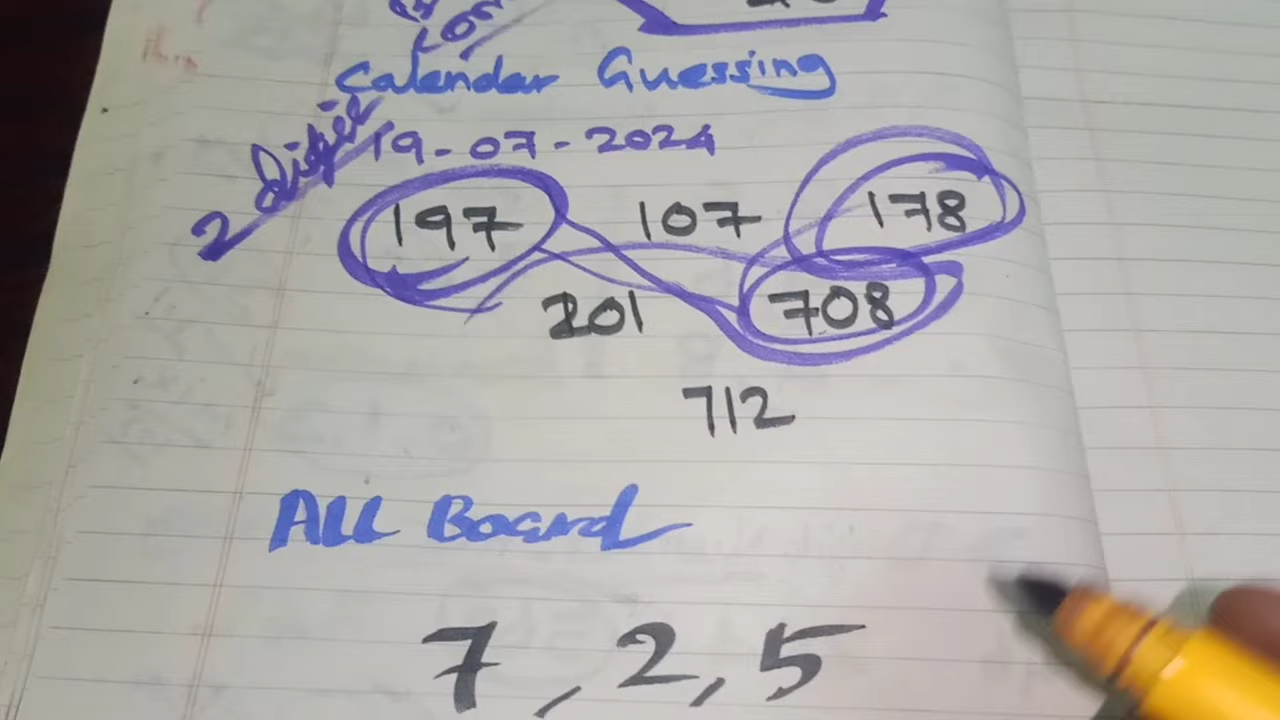 Calendar Guessing
2 Digit
19-07-2024
197 107 178
201 708
712
ALL Board
7, 2, 5